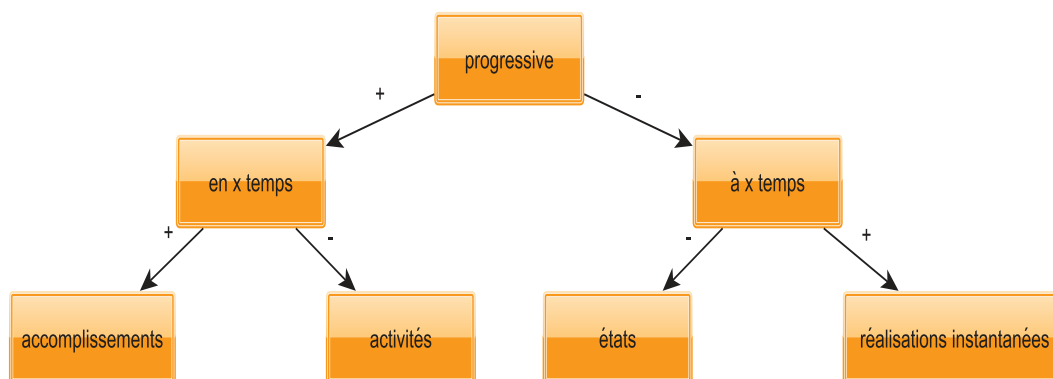 progressive
+
-
en x temps
à x temps
+
-
-
+
accomplissements
activités
états
réalisations instantanées